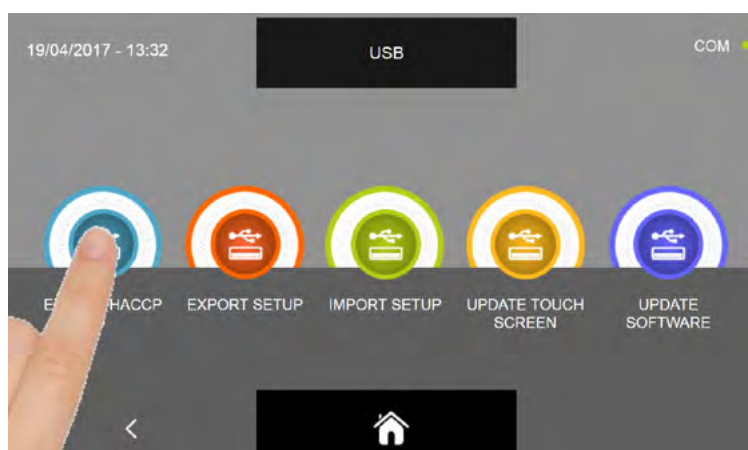 19/04/2017 - 13:32
USB
COM
HACCP
EXPORT SETUP
IMPORT SETUP
UPDATE TOUCH
SCREEN
UPDATE
SOFTWARE